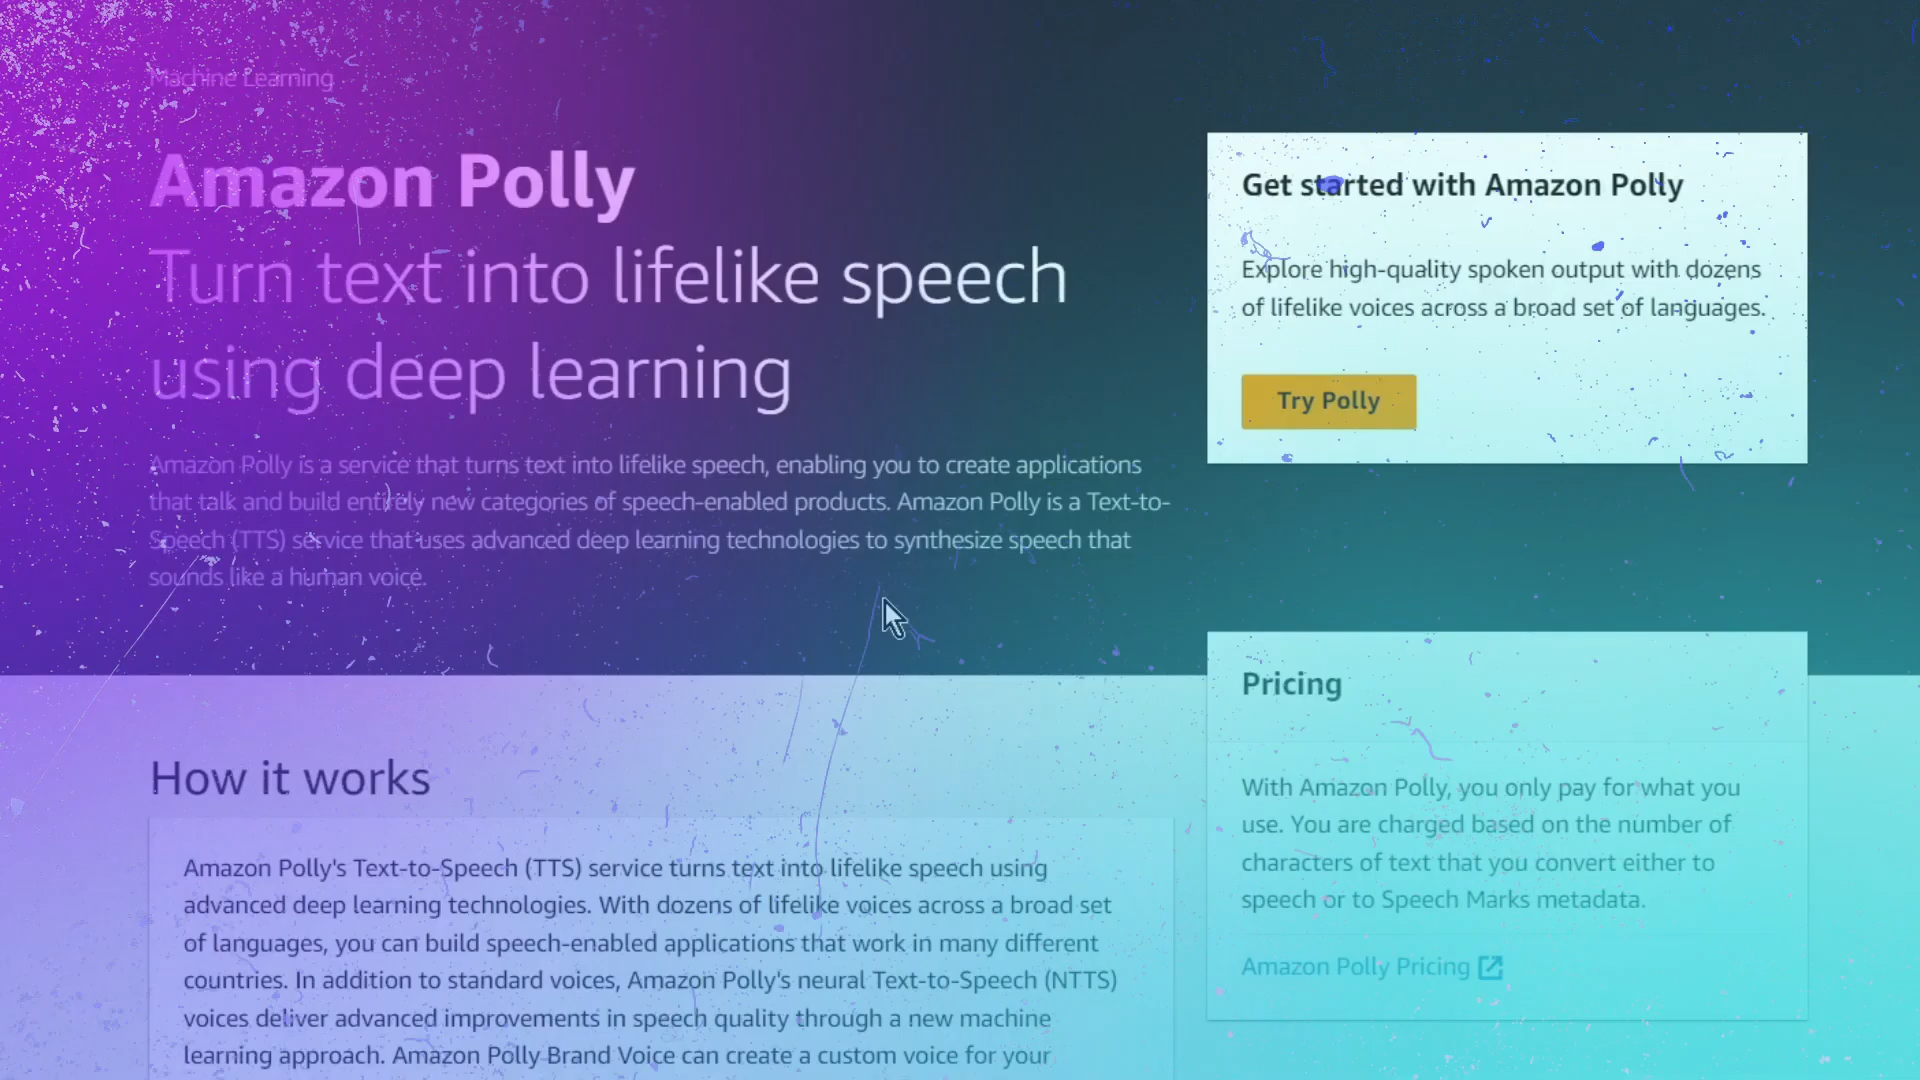 Machine Learning
Amazon Polly
Turn text into lifelike speech
using deep learning
Amazon Polly is a service that turns text into lifelike speech, enabling you to create applications
that talk and build entirely new categories of speech-enabled products. Amazon Polly is a Text-to-
Speech (TTS) service that uses advanced deep learning technologies to synthesize speech that
sounds like a human voice.
Get started with Amazon Polly
Explore high-quality spoken output with dozens
of lifelike voices across a broad set of languages.
Try Polly
How it works
Amazon Polly's Text-to-Speech (TTS) service turns text into lifelike speech using
advanced deep learning technologies. With dozens of lifelike voices across a broad set
of languages, you can build speech-enabled applications that work in many different
countries. In addition to standard voices, Amazon Polly's neural Text-to-Speech (NTTS)
voices deliver advanced improvements in speech quality through a new machine
learning approach. Amazon Polly Brand Voice can create a custom voice for your
Pricing
With Amazon Polly, you only pay for what you
use. You are charged based on the number of
characters of text that you convert either to
speech or to Speech Marks metadata.
Amazon Polly Pricing